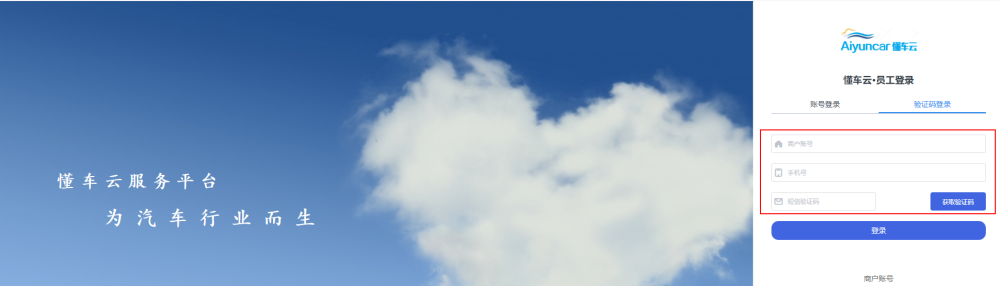 懂车云服务平台
为汽车行业而生
Aiyuncar 懂车云
懂车云·员工登录
账号登录
验证码登录
商户账号
手机号
短信验证码
获取验证码
登录
商户账号